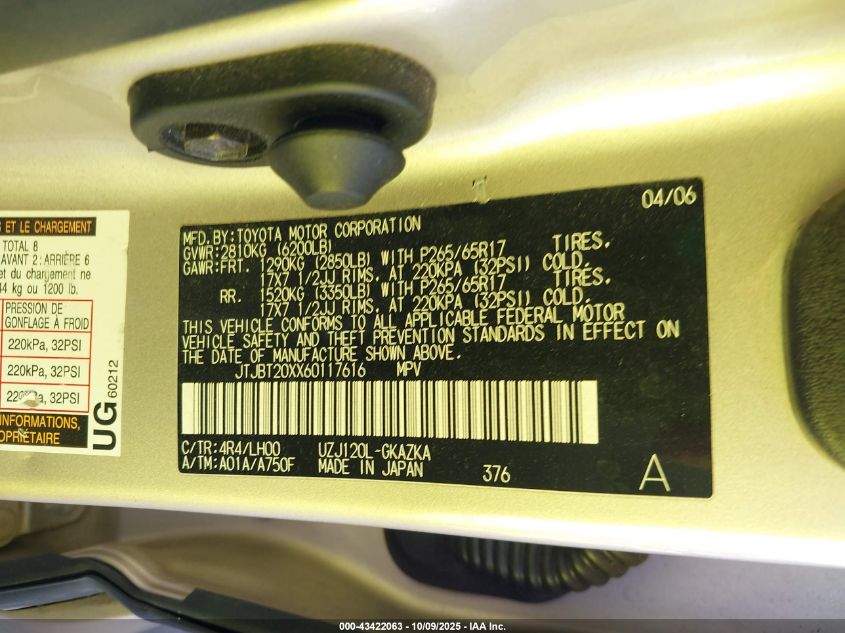 S ET LE CHARGEMENT
TOTAL 8
AVANT 2: ARRIÈRE 6
et du chargement ne
44 kg ou 1200 lb.
PRESSION DE
GONFLAGE À FROID
220kPa, 32PSI
220kPa, 32PSI
220kPa, 32PSI
INFORMATIONS,
OPRIÉTAIRE
UG 60212
04/06
MFD.BY:TOYOTA MOTOR CORPORATION
GVWR:2810KG (6200LB)
GAWR:FRT. 1290KG (2850LB) WITH P265/65R17 TIRES.
17X7 1/2JJ RIMS. AT 220KPA (32PSI) COLD.
RR. 1520KG (3350LB) WITH P265/65R17 TIRES.
17X7 1/2JJ RIMS. AT 220KPA (32PSI) COLD.
THIS VEHICLE CONFORMS TO ALL APPLICABLE FEDERAL MOTOR
VEHICLE SAFETY AND THEFT PREVENTION STANDARDS IN EFFECT ON
THE DATE OF MANUFACTURE SHOWN ABOVE.
JTJBT20XX60117616 MPV
C/TR:4R4/LH00 UZJ120L-GKAZKA
A/TM:A01A/A750F MADE IN JAPAN 376
A
000-43422063 - 10/09/2025 - IAA Inc.